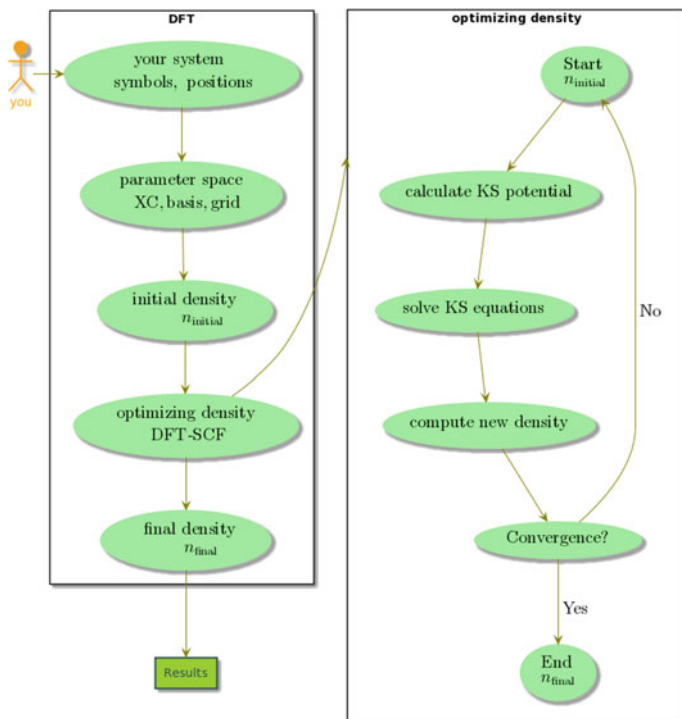 DFT
you
your system
symbols, positions
parameter space
XC, basis, grid
initial density
n_initial
optimizing density
DFT-SCF
final density
n_final
Results
optimizing density
Start
n_initial
calculate KS potential
solve KS equations
compute new density
Convergence?
No
Yes
End
n_final